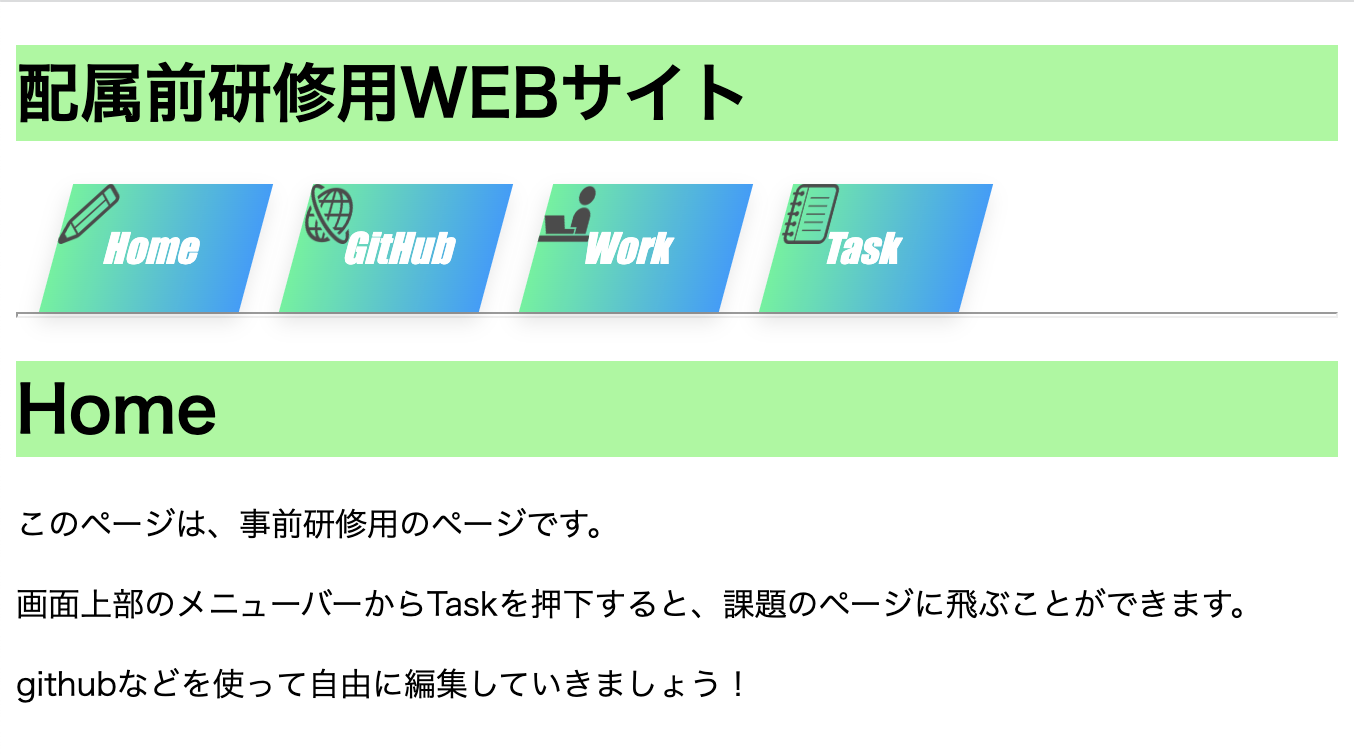 配属前研修用WEBサイト
Home
GitHub
Work
Task
Home
このページは、事前研修用のページです。
画面上部のメニューバーからTaskを押下すると、課題のページに飛ぶことができます。
githubなどを使って自由に編集していきましょう！